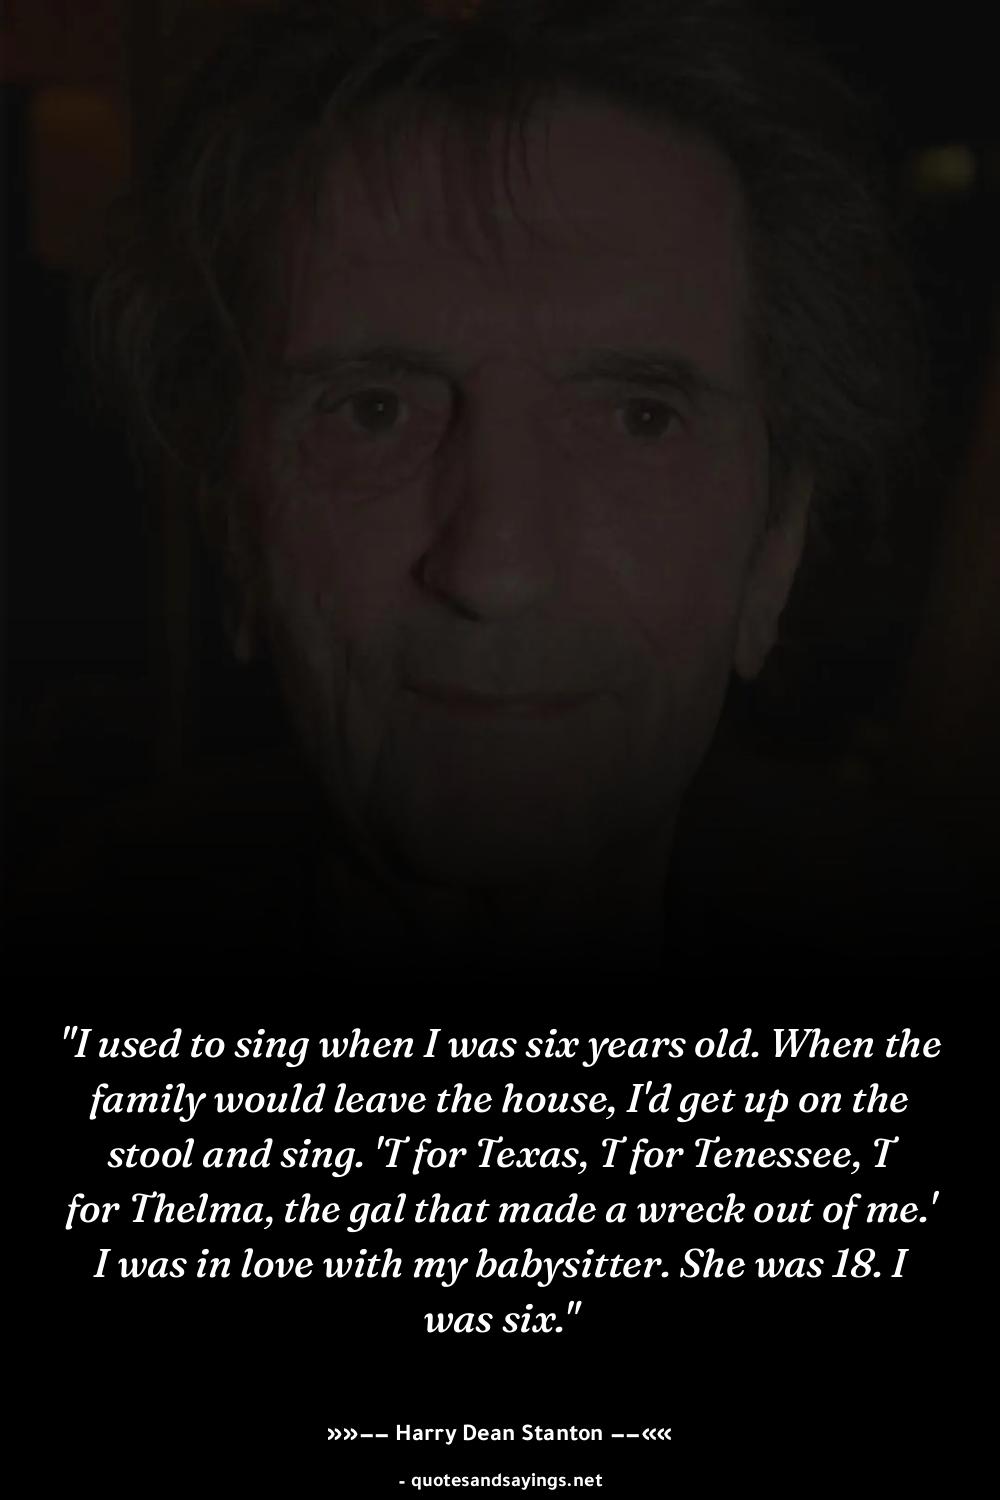 "I used to sing when I was six years old. When the
family would leave the house, I'd get up on the
stool and sing. 'T for Texas, T for Tenessee, T
for Thelma, the gal that made a wreck out of me.'
I was in love with my babysitter. She was 18. I
was six."
»»−− Harry Dean Stanton −−««
- quotesandsayings.net